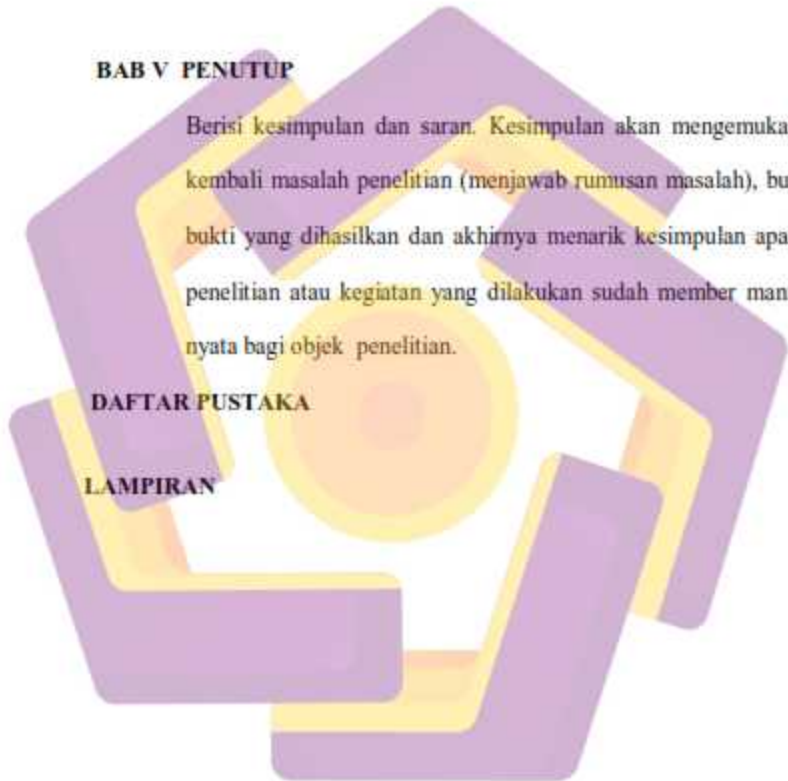 BAB V PENUTUP
Berisi kesimpulan dan saran. Kesimpulan akan mengemuka
kembali masalah penelitian (menjawab rumusan masalah), bu
bukti yang dihasilkan dan akhirnya menarik kesimpulan apa
penelitian atau kegiatan yang dilakukan sudah member man
nyata bagi objek penelitian.
DAFTAR PUSTAKA
LAMPIRAN